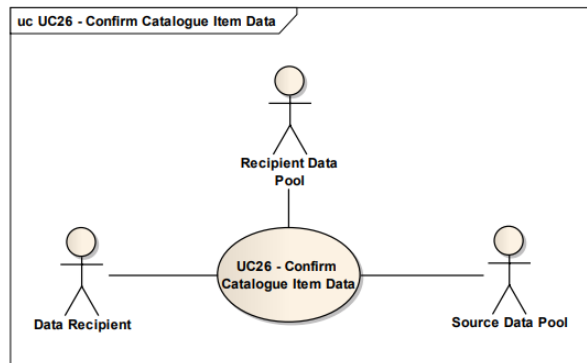 uc UC26 - Confirm Catalogue Item Data
Recipient Data
Pool
UC26 - Confirm
Catalogue Item Data
Data Recipient
Source Data Pool